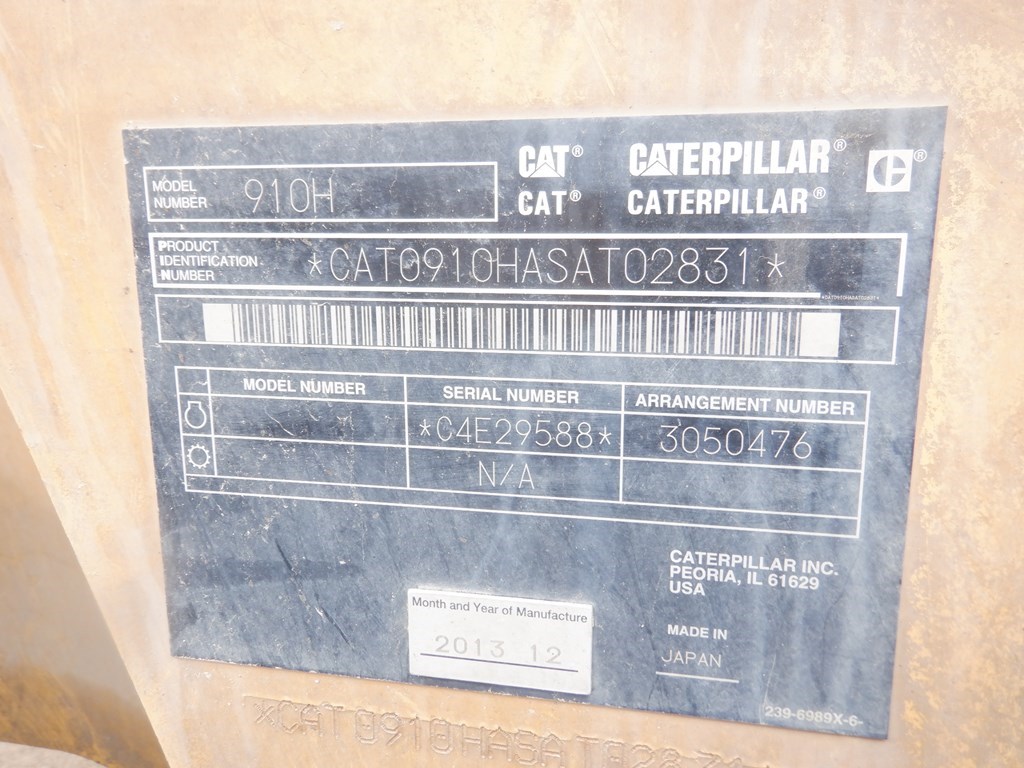 CAT® CATERPILLAR® C®
CAT® CATERPILLAR®
MODEL NUMBER 910H
PRODUCT IDENTIFICATION NUMBER *CAT0910HASAT02831*
MODEL NUMBER SERIAL NUMBER ARRANGEMENT NUMBER
*C4E29588* 3050476
N/A
CATERPILLAR INC.
PEORIA, IL 61629
USA
Month and Year of Manufacture
2013 12
MADE IN
JAPAN
239-6989X-6-
*CAT0910HASAT02831